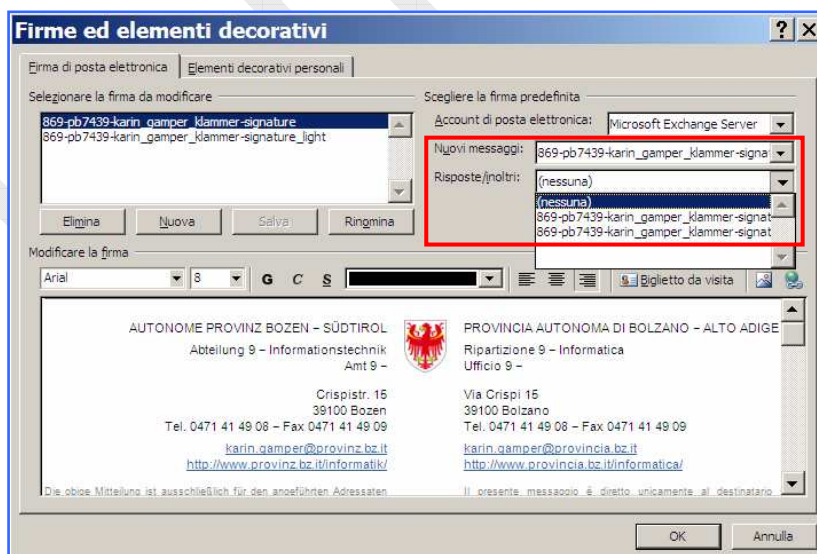 Firme ed elementi decorativi
Firma di posta elettronica
Elementi decorativi personali
Selezionare la firma da modificare
869-pb7439-karin_gamper_klammer-signature
869-pb7439-karin_gamper_klammer-signature_light
Elimina
Nuova
Salva
Rinomina
Scegliere la firma predefinita
Account di posta elettronica:
Microsoft Exchange Server
Nuovi messaggi:
869-pb7439-karin_gamper_klammer-signa
Risposte/inoltri:
(nessuna)
(nessuna)
869-pb7439-karin_gamper_klammer-signat
869-pb7439-karin_gamper_klammer-signat
Modificare la firma
Arial
8
G C S
Biglietto da visita
AUTONOME PROVINZ BOZEN – SÜDTIROL
Abteilung 9 – Informationstechnik
Amt 9 –
Crispistr. 15
39100 Bozen
Tel. 0471 41 49 08 – Fax 0471 41 49 09
karin.gamper@provinz.bz.it
http://www.provinz.bz.it/informatik/
Die obige Mitteilung ist ausschließlich für den angeführten Adressaten
PROVINCIA AUTONOMA DI BOLZANO – ALTO ADIGE
Ripartizione 9 – Informatica
Ufficio 9 –
Via Crispi 15
39100 Bolzano
Tel. 0471 41 49 08 – Fax 0471 41 49 09
karin.gamper@provincia.bz.it
http://www.provincia.bz.it/informatica/
Il presente messaggio è diretto unicamente al destinatario
OK
Annulla